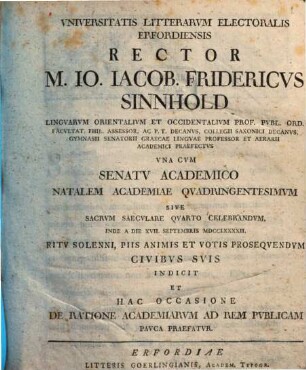 VNIVERSITATIS LITTERARVM ELECTORALIS
ERFORDIENSIS
RECTOR
M. IO. IACOB. FRIDERICVS
SINNHOLD
LINGVARVM ORIENTALIVM ET OCCIDENTALIVM PROF. PVBL. ORD.
FACVLTAT. PHIL. ASSESSOR, AC P. T. DECANVS, COLLEGII SAXONICI DECANVS,
GYMNASII SENATORII GRAECAE LINGVAE PROFESSOR ET AERARII
ACADEMICI PRAEFECTVS
VNA CVM
SENATV ACADEMICO
NATALEM ACADEMIAE QVADRINGENTESIMVM
SIVE
SACRVM SAECVLARE QVARTO CELEBRANDVM,
INDE A DIE XVII. SEPTEMBRIS MDCCLXXXXII.
RITV SOLENNI, PIIS ANIMIS ET VOTIS PROSEQVENDVM
CIVIBVS SVIS
INDICIT
ET
HAC OCCASIONE
DE RATIONE ACADEMIARVM AD REM PVBLICAM
PAVCA PRAEFATVR.
ERFORDIAE
LITTERIS GOERLINGIANIS, ACADEM. TYPOGR.